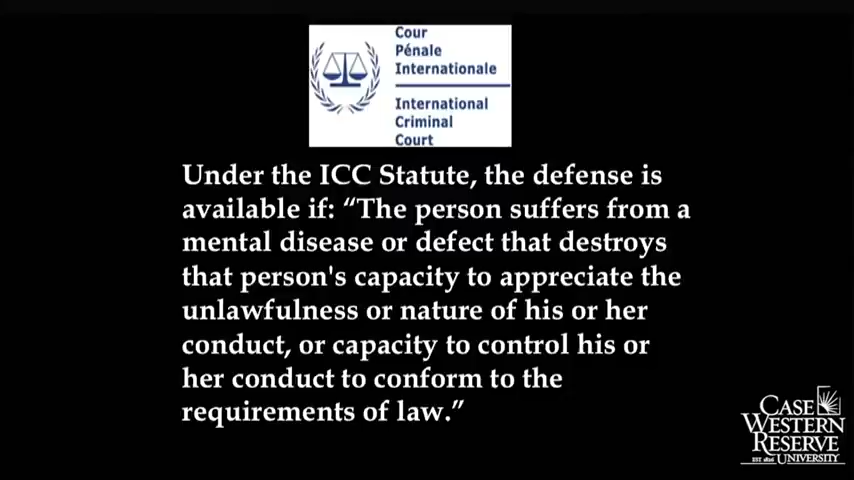 Cour
Pénale
Internationale
International
Criminal
Court
Under the ICC Statute, the defense is
available if: “The person suffers from a
mental disease or defect that destroys
that person's capacity to appreciate the
unlawfulness or nature of his or her
conduct, or capacity to control his or
her conduct to conform to the
requirements of law.”
CASE
WESTERN
RESERVE
UNIVERSITY